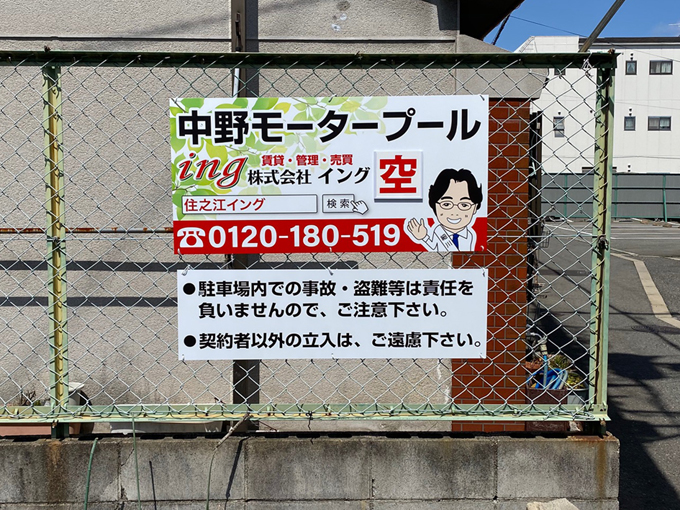 中野モータープール
ing 賃貸・管理・売買
株式会社 イング
空
住之江イング 検索
☎0120-180-519
●駐車場内での事故・盗難等は責任を
負いませんので、ご注意下さい。
●契約者以外の立入は、ご遠慮下さい。